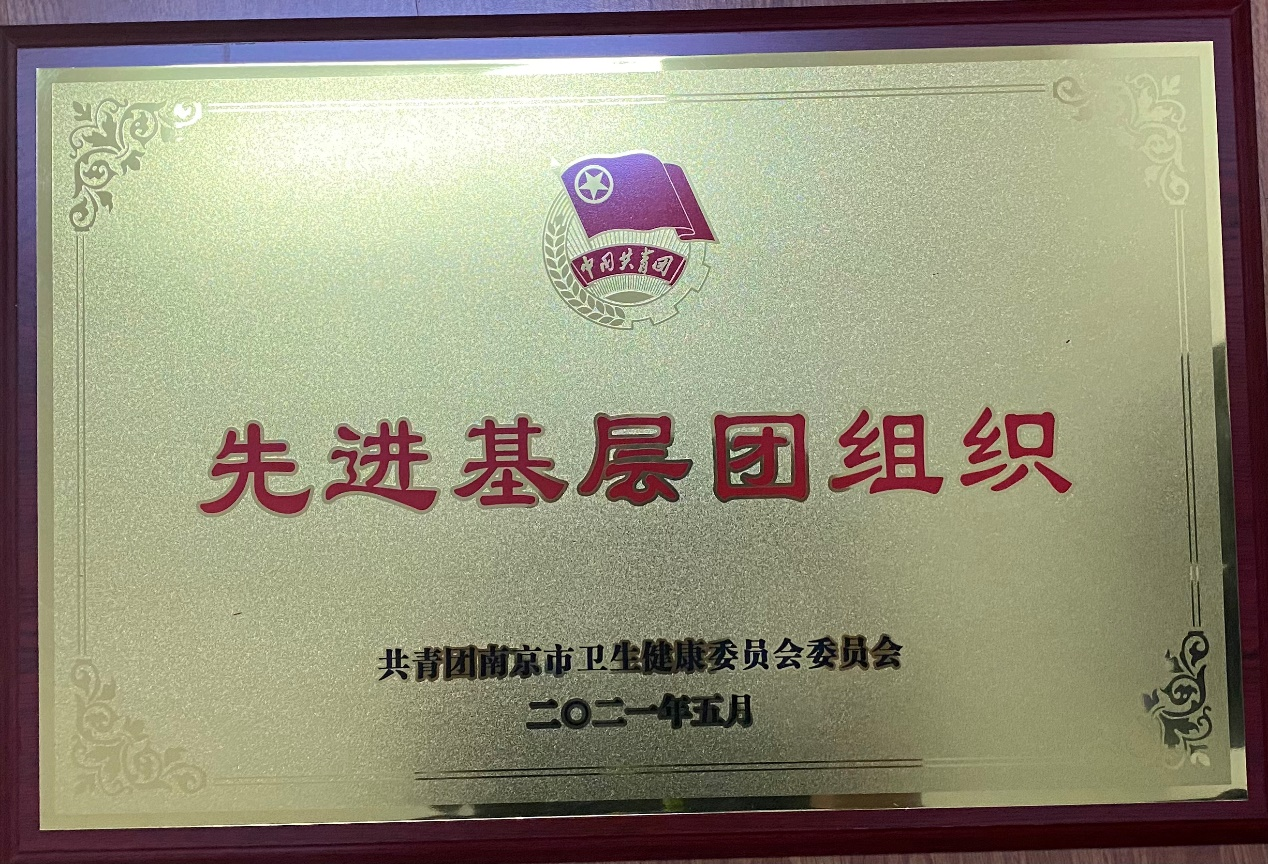 中国共青团
先进基层团组织
共青团南京市卫生健康委员会委员会
二〇二一年五月